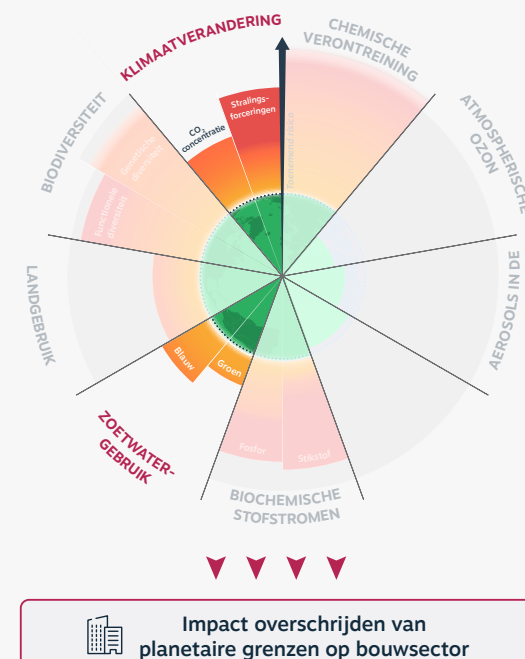 KLIMAATVERANDERING
CHEMISCHE
VERONTREINING
ATMOSPHERISCHE
OZON
AEROSOLS IN DE
BIODIVERSITEIT
LANDGEBRUIK
ZOETWATER-
GEBRUIK
BIOCHEMISCHE
STOFSTROMEN
CO₂
concentratie
Stralings-
forceringen
Genetische
diversiteit
Functionele
diversiteit
Blauw
Groen
Fosfor
Stikstof
Impact overschrijden van
planetaire grenzen op bouwsector